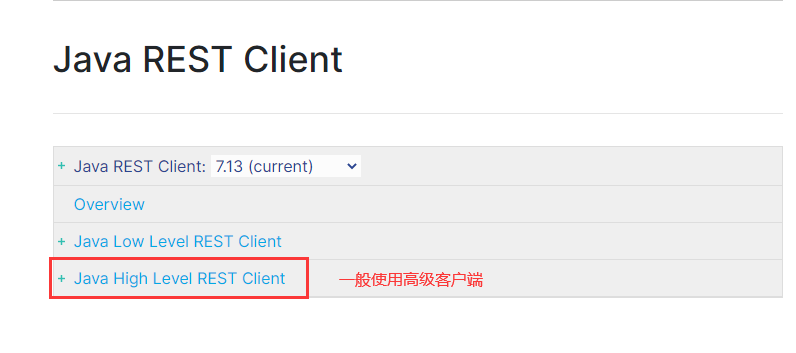 Java REST Client
+ Java REST Client: 7.13 (current)
Overview
+ Java Low Level REST Client
+ Java High Level REST Client 一般使用高级客户端